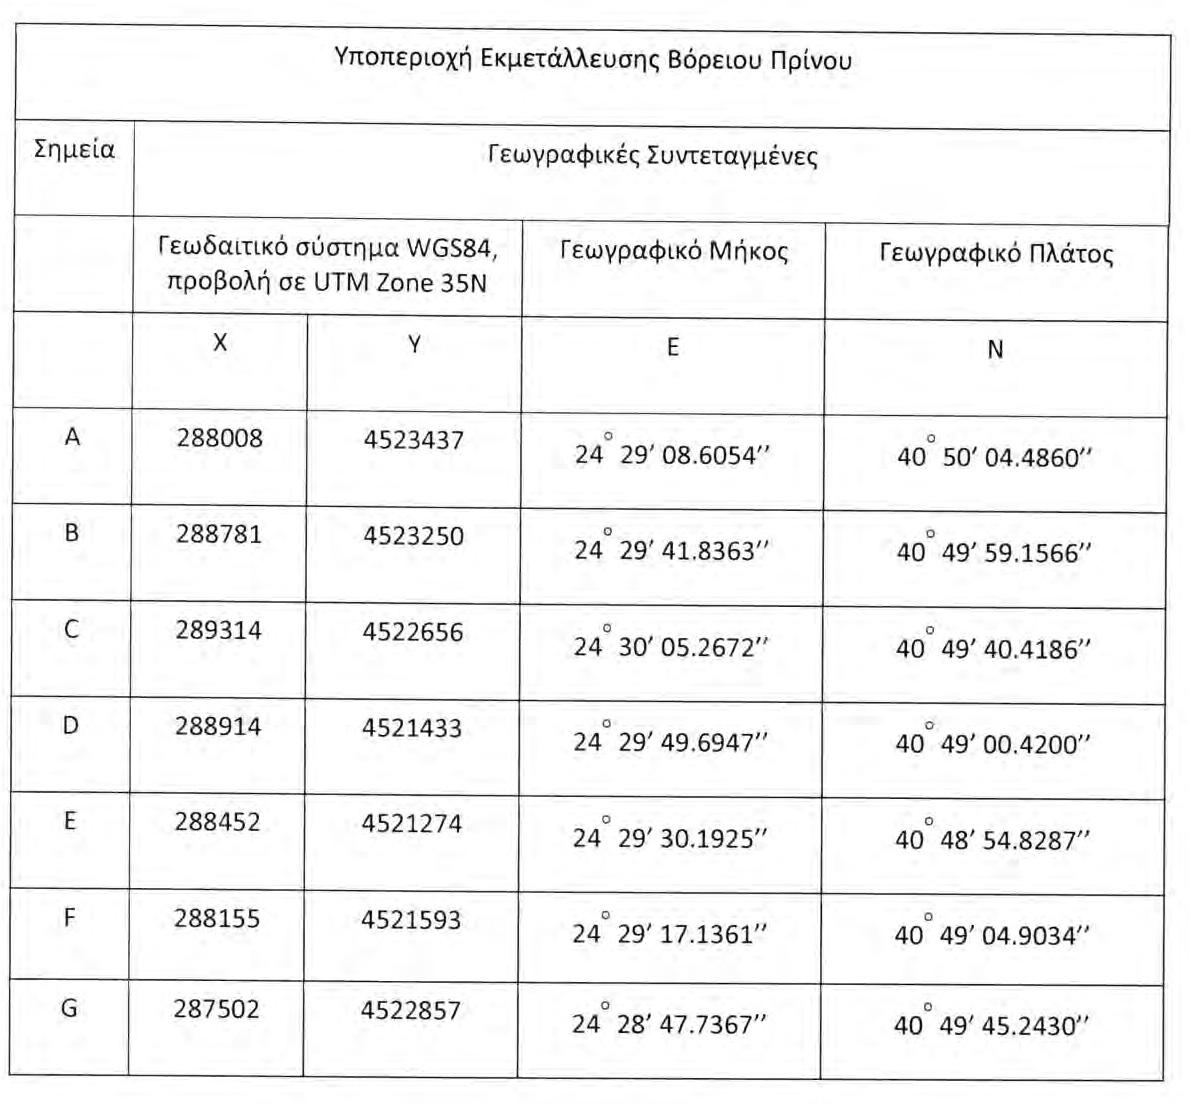 Υποπεριοχή Εκμετάλλευσης Βόρειου Πρίνου
Σημεία Γεωγραφικές Συντεταγμένες
Γεωδαιτικό σύστημα WGS84, Γεωγραφικό Μήκος Γεωγραφικό Πλάτος
προβολή σε UTM Zone 35N
X Y E N
A 288008 4523437 24° 29′ 08.6054′′ 40° 50′ 04.4860′′
B 288781 4523250 24° 29′ 41.8363′′ 40° 49′ 59.1566′′
C 289314 4522656 24° 30′ 05.2672′′ 40° 49′ 40.4186′′
D 288914 4521433 24° 29′ 49.6947′′ 40° 49′ 00.4200′′
E 288452 4521274 24° 29′ 30.1925′′ 40° 48′ 54.8287′′
F 288155 4521593 24° 29′ 17.1361′′ 40° 49′ 04.9034′′
G 287502 4522857 24° 28′ 47.7367′′ 40° 49′ 45.2430′′